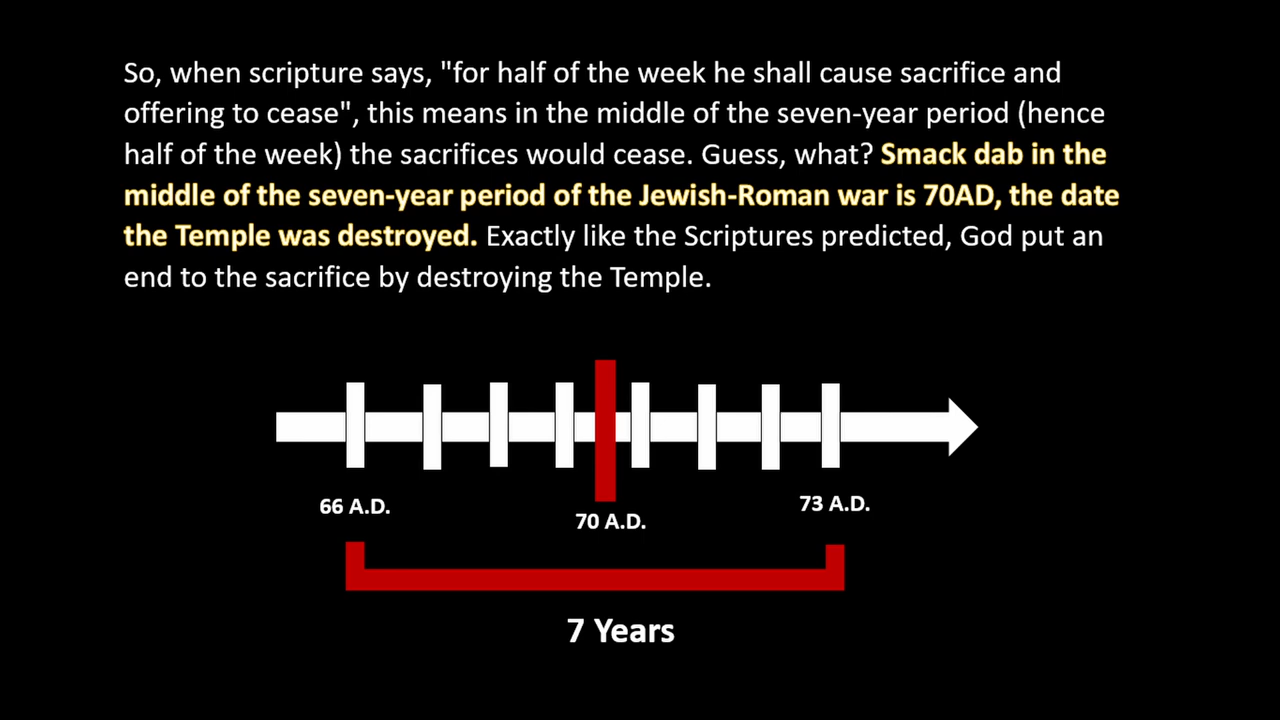 So, when scripture says, "for half of the week he shall cause sacrifice and
offering to cease", this means in the middle of the seven-year period (hence
half of the week) the sacrifices would cease. Guess, what? Smack dab in the
middle of the seven-year period of the Jewish-Roman war is 70AD, the date
the Temple was destroyed. Exactly like the Scriptures predicted, God put an
end to the sacrifice by destroying the Temple.
66 A.D.
70 A.D.
73 A.D.
7 Years